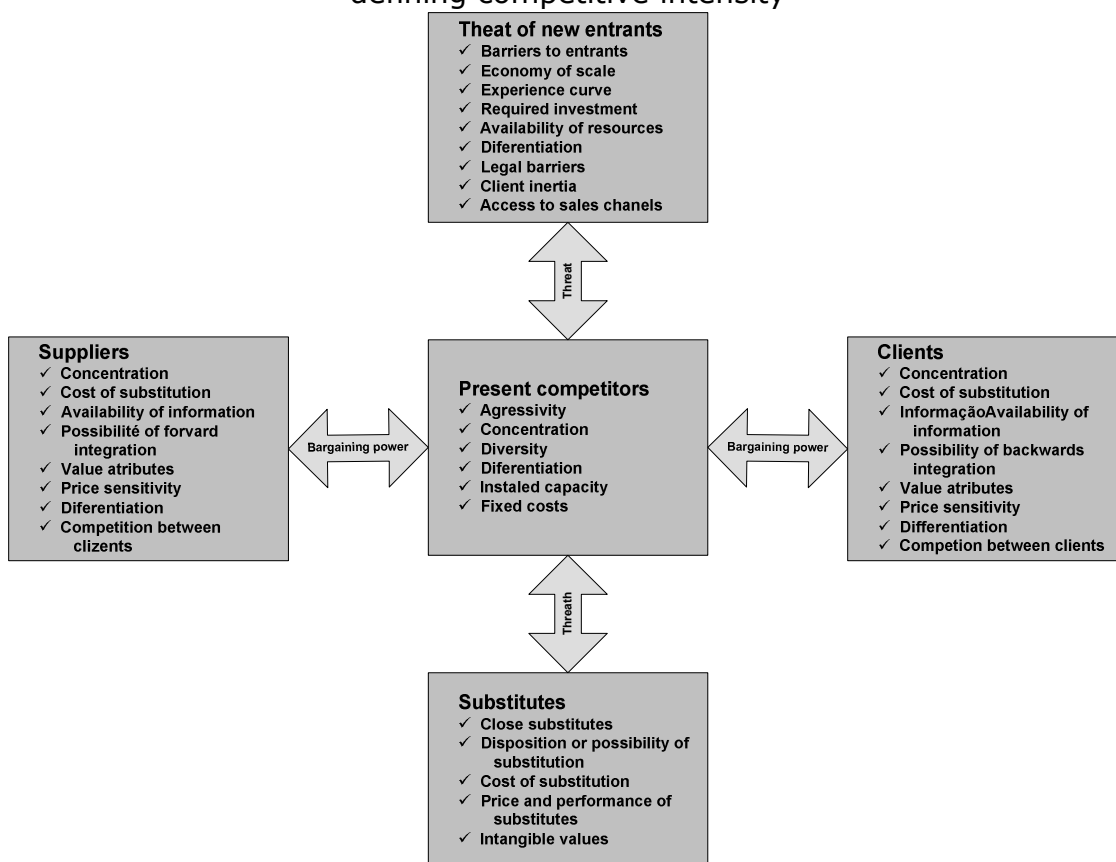 defining competitive intensity
Theat of new entrants
✓ Barriers to entrants
✓ Economy of scale
✓ Experience curve
✓ Required investment
✓ Availability of resources
✓ Diferentiation
✓ Legal barriers
✓ Client inertia
✓ Access to sales chanels
Threat
Suppliers
✓ Concentration
✓ Cost of substitution
✓ Availability of information
✓ Possibilité of forvard
integration
✓ Value atributes
✓ Price sensitivity
✓ Diferentiation
✓ Competition between
clizents
Bargaining power
Present competitors
✓ Agressivity
✓ Concentration
✓ Diversity
✓ Diferentiation
✓ Instaled capacity
✓ Fixed costs
Bargaining power
Clients
✓ Concentration
✓ Cost of substitution
✓ InformaçãoAvailability of
information
✓ Possibility of backwards
integration
✓ Value atributes
✓ Price sensitivity
✓ Differentiation
✓ Competion between clients
Threath
Substitutes
✓ Close substitutes
✓ Disposition or possibility of
substitution
✓ Cost of substitution
✓ Price and performance of
substitutes
✓ Intangible values